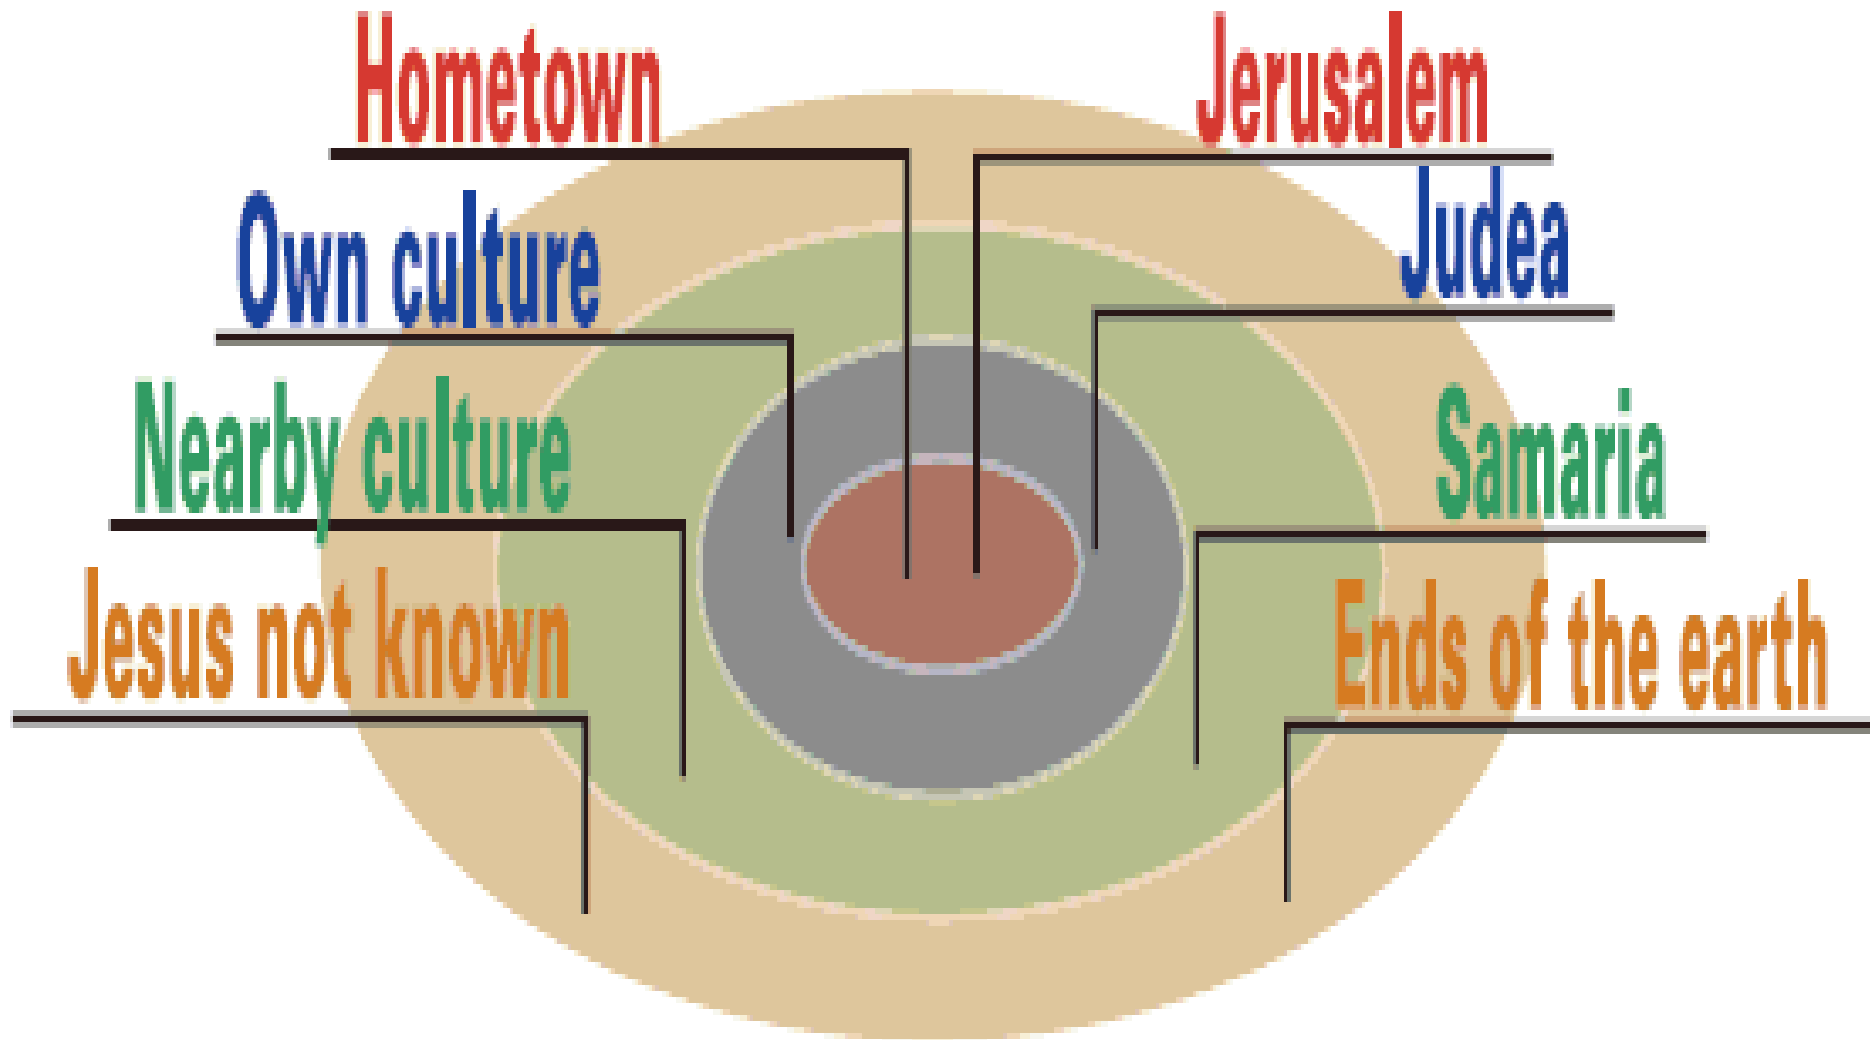 Hometown
Jerusalem
Own culture
Judea
Nearby culture
Samaria
Jesus not known
Ends of the earth